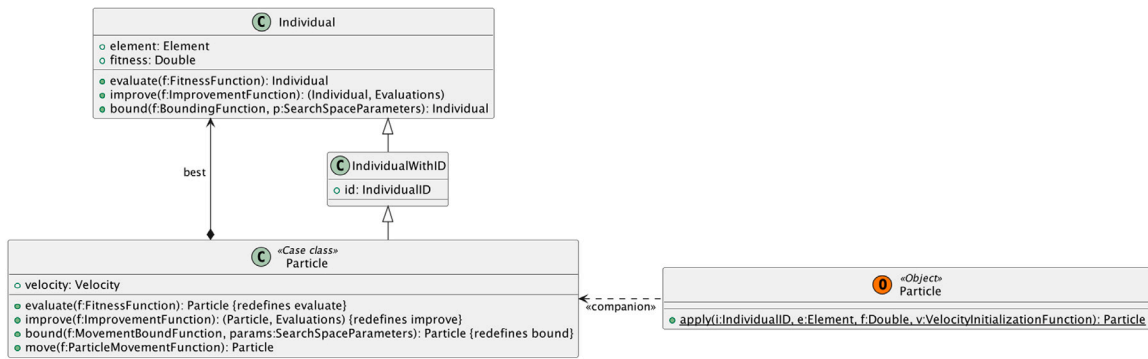 C Individual
element: Element
fitness: Double
evaluate(f:FitnessFunction): Individual
improve(f:ImprovementFunction): (Individual, Evaluations)
bound(f:BoundingFunction, p:SearchSpaceParameters): Individual
best
C IndividualWithID
id: IndividualID
C «Case class»
Particle
velocity: Velocity
evaluate(f:FitnessFunction): Particle {redefines evaluate}
improve(f:ImprovementFunction): (Particle, Evaluations) {redefines improve}
bound(f:MovementBoundFunction, params:SearchSpaceParameters): Particle {redefines bound}
move(f:ParticleMovementFunction): Particle
«companion»
O «Object»
Particle
apply(i:IndividualID, e:Element, f:Double, v:VelocityInitializationFunction): Particle